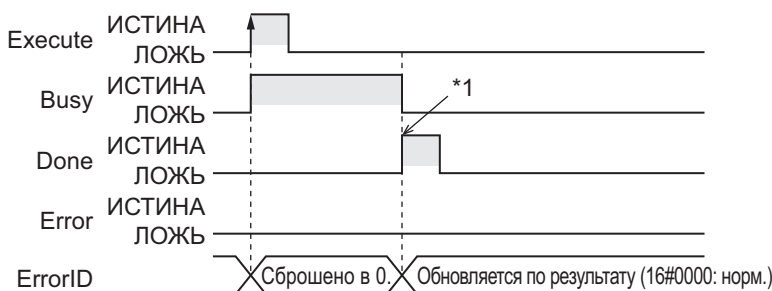 Execute ИСТИНА
ЛОЖЬ
Busy ИСТИНА
ЛОЖЬ
*1
Done ИСТИНА
ЛОЖЬ
Error ИСТИНА
ЛОЖЬ
ErrorID Сброшено в 0. Обновляется по результату (16#0000: норм.)